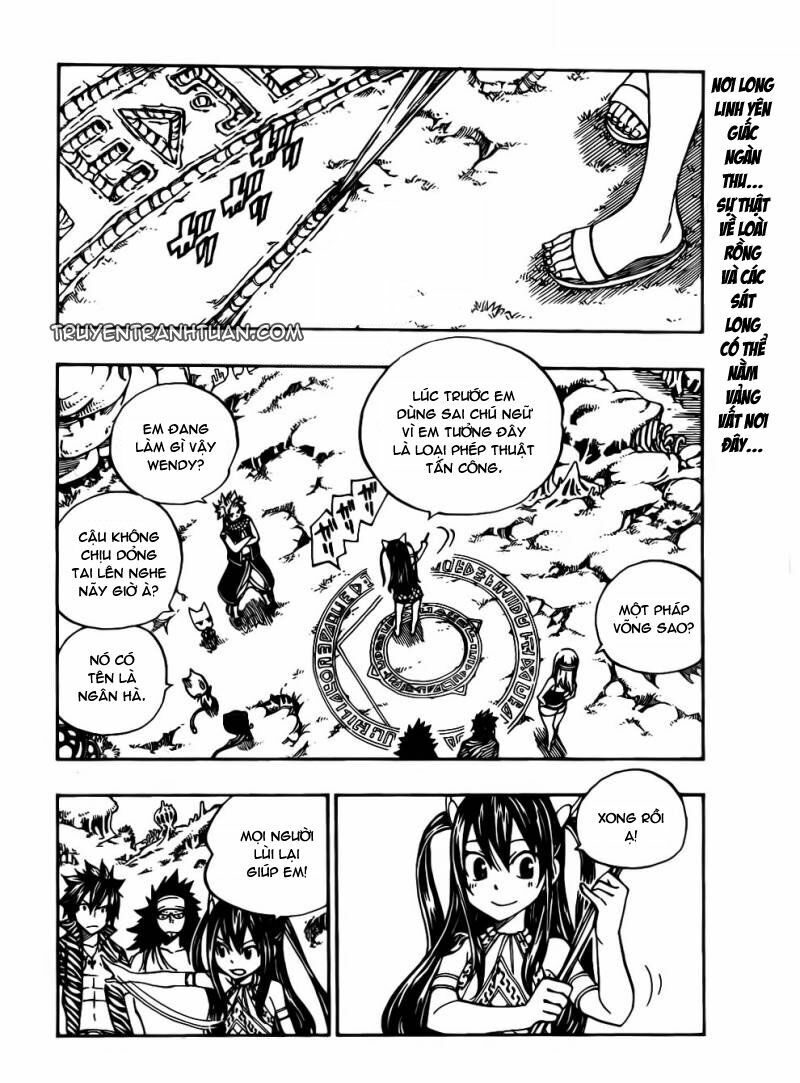 NƠI LONG
LINH YÊN
GIẤC
NGÀN
THU...
SỰ THẬT
VỀ LOÀI
RỒNG
VÀ CÁC
SÁT
LONG
CÓ THỂ
NẰM
VẢNG
VẤT NƠI
ĐÂY...
TRUYENTRANHTUAN.COM
LÚC TRƯỚC EM
DÙNG SAI CHÚ NGỮ
VÌ EM TƯỞNG ĐÂY
LÀ LOẠI PHÉP THUẬT
TẤN CÔNG.
EM ĐANG
LÀM GÌ VẬY
WENDY?
CẬU KHÔNG
CHỊU DỎNG
TAI LÊN NGHE
NÃY GIỜ À?
NÓ CÓ
TÊN LÀ
NGÂN HÀ.
MỘT PHÁP
VÕNG SAO?
MỌI NGƯỜI
LÙI LẠI
GIÚP EM!
XONG RỒI
Ạ!